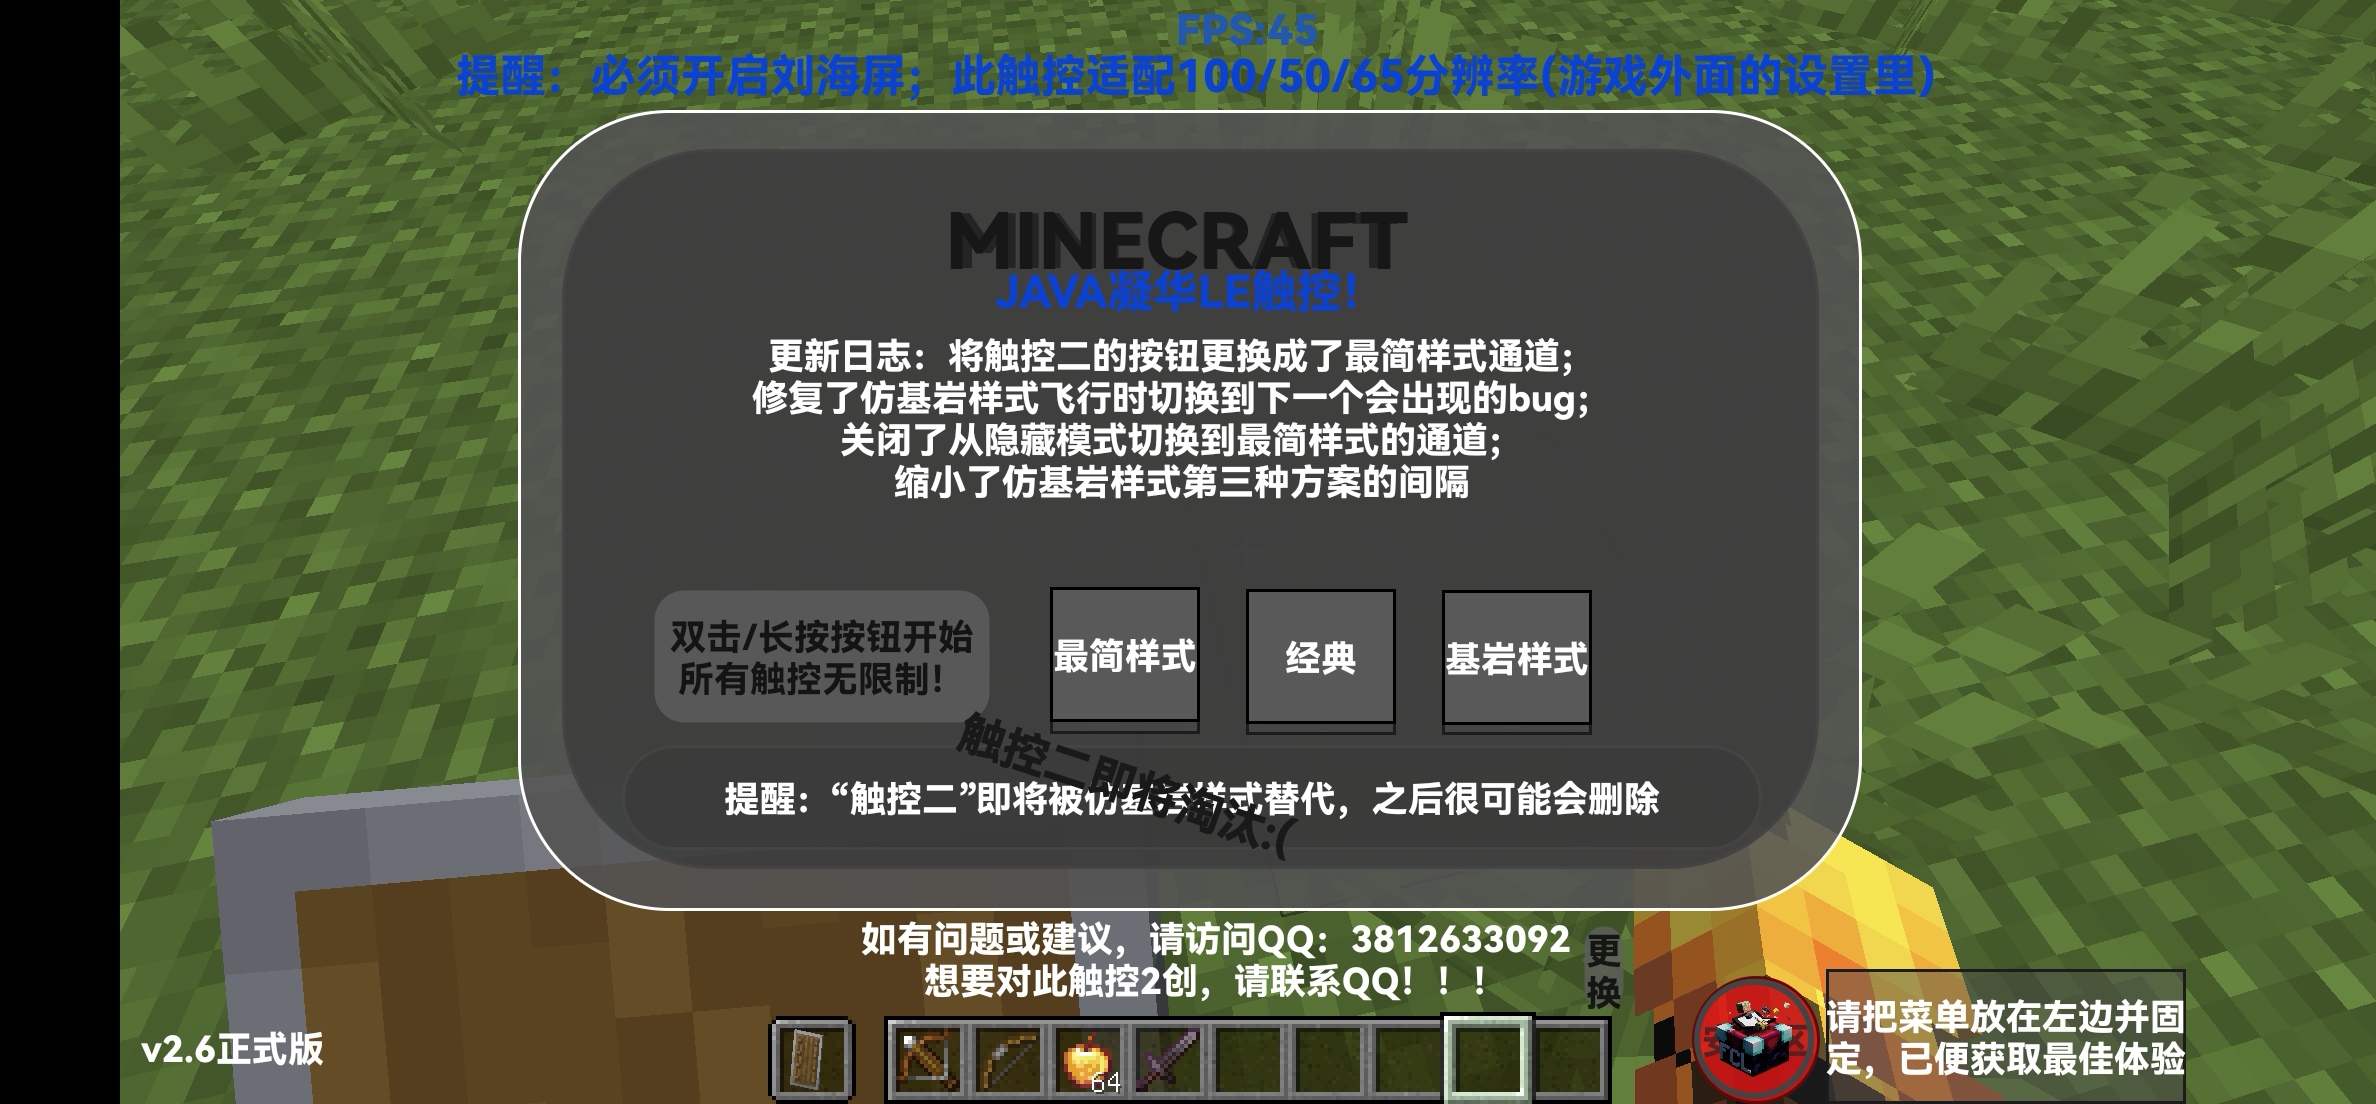 FPS:45
提醒：必须开启刘海屏；此触控适配100/50/65分辨率(游戏外面的设置里)
MINECRAFT
JAVA凝华LE触控！
更新日志：将触控二的按钮更换成了最简样式通道；
修复了仿基岩样式飞行时切换到下一个会出现的bug；
关闭了从隐藏模式切换到最简样式的通道；
缩小了仿基岩样式第三种方案的间隔
双击/长按按钮开始
所有触控无限制！
最简样式
经典
基岩样式
触控二即将淘汰:(
提醒：“触控二”即将被仿基岩样式替代，之后很可能会删除
如有问题或建议，请访问QQ：3812633092
想要对此触控2创，请联系QQ！！！
更
换
v2.6正式版
64
FCL
请把菜单放在左边并固
定，已便获取最佳体验